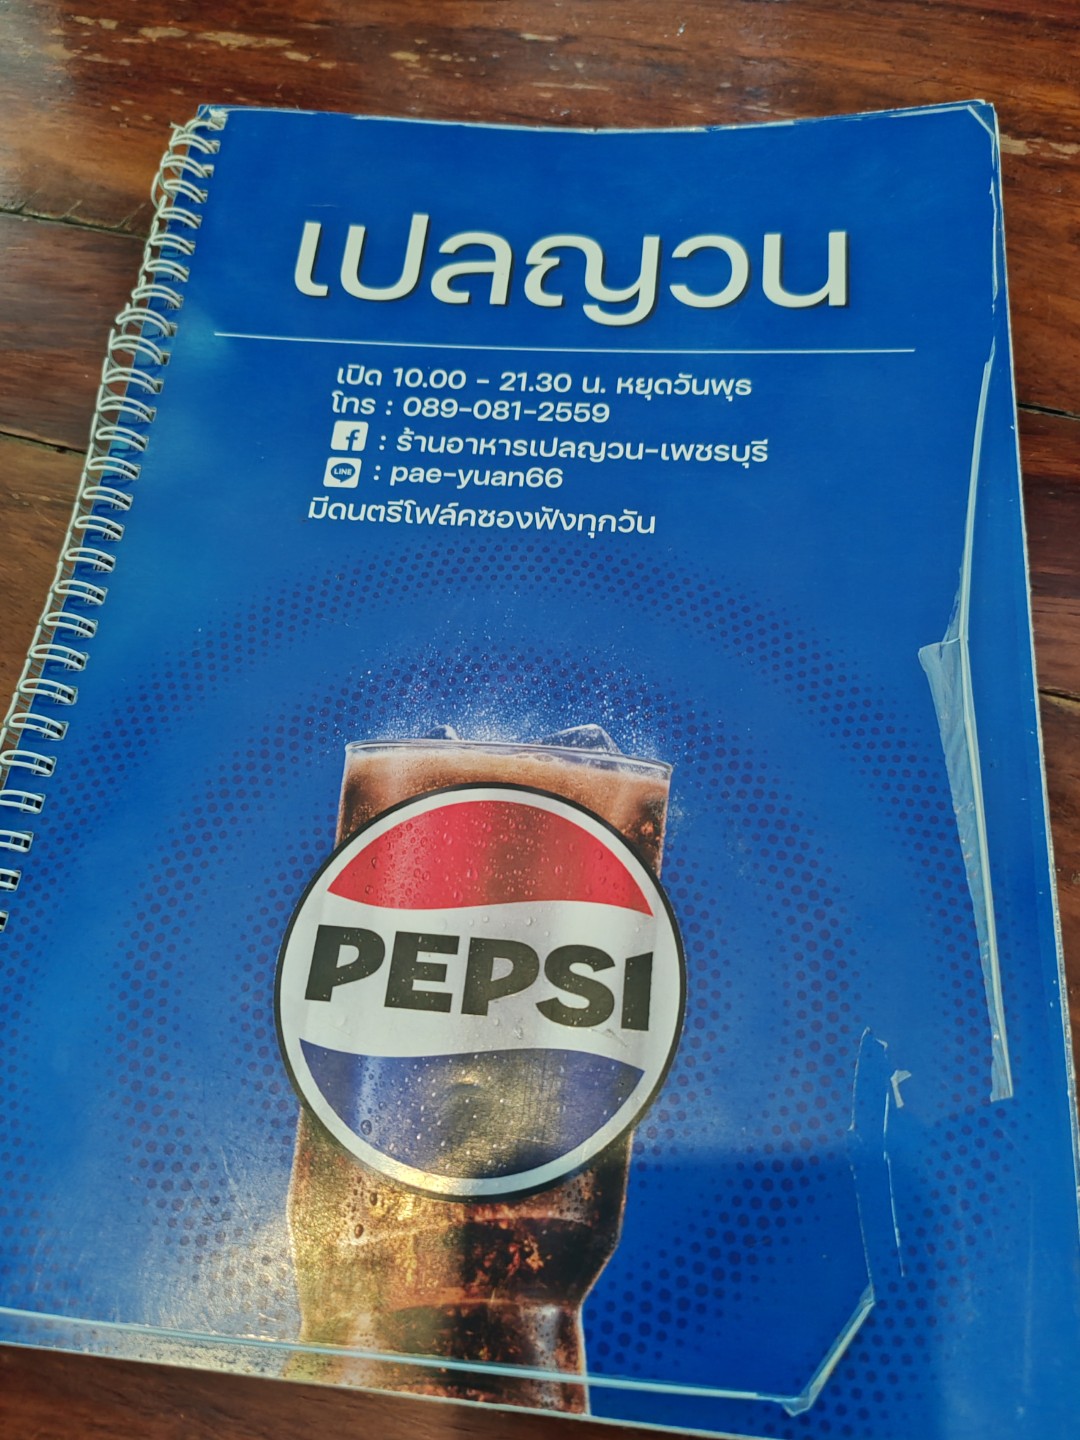 เปลญวน
เปิด 10.00 - 21.30 น. หยุดวันพุธ
โทร : 089-081-2559
: ร้านอาหารเปลญวน-เพชรบุรี
LINE : pae-yuan66
มีดนตรีโฟล์คซองฟังทุกวัน
PEPSI